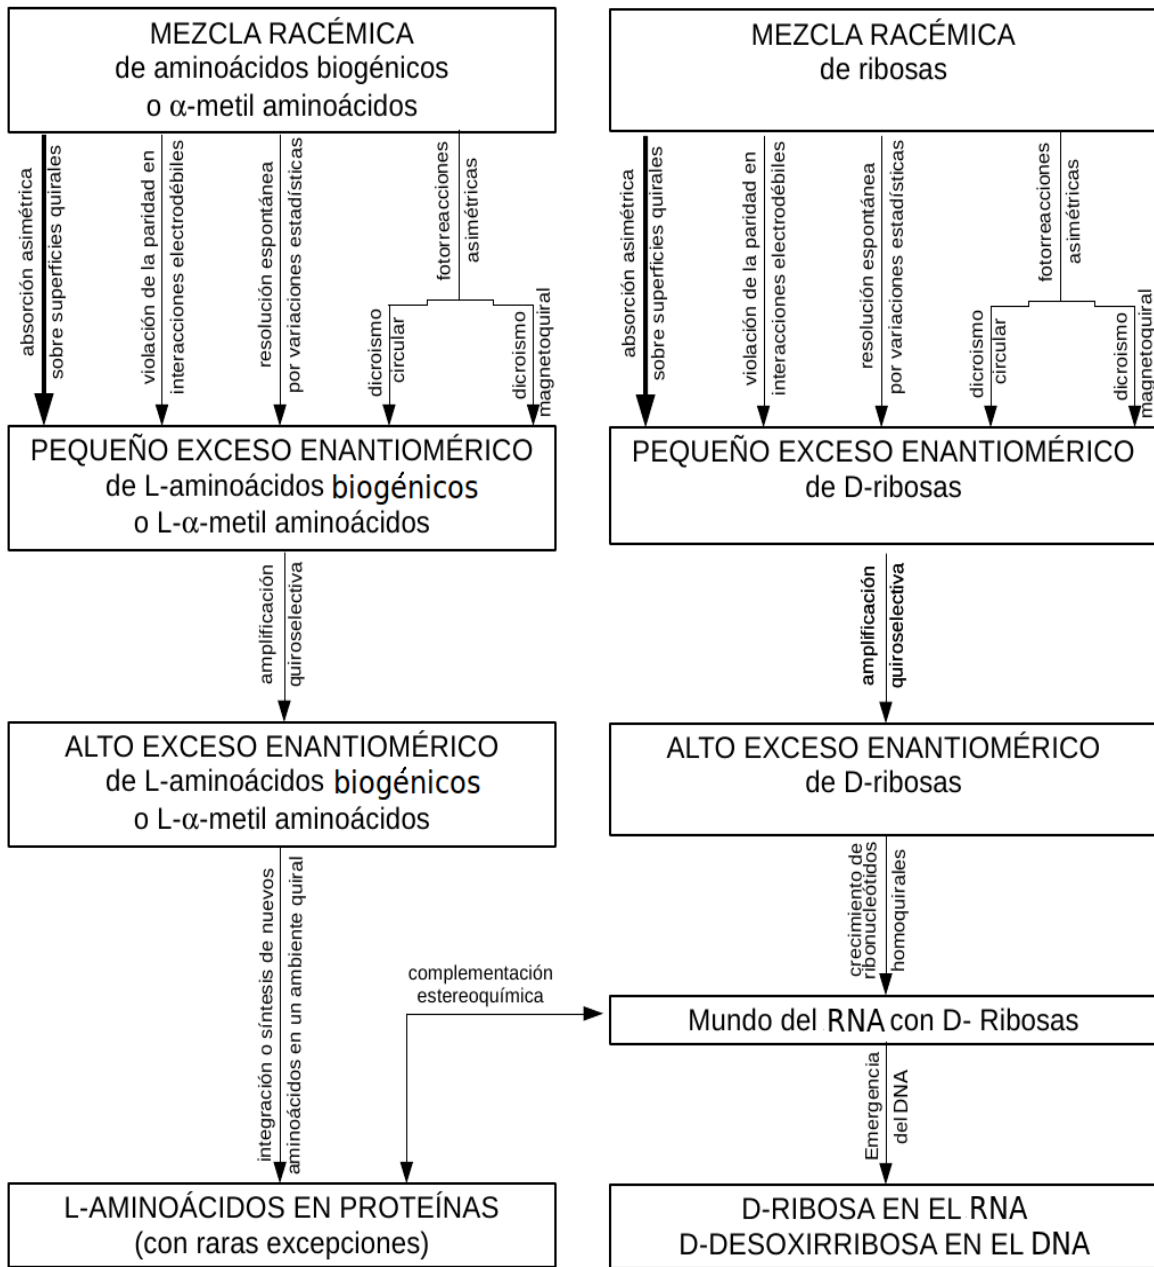 MEZCLA RACÉMICA
de aminoácidos biogénicos
o α-metil aminoácidos
absorción asimétrica
sobre superficies quirales
violación de la paridad en
interacciones electrodébiles
resolución espontánea
por variaciones estadísticas
fotorreacciones
asimétricas
dicroismo
circular
dicroismo
magnetoquiral
PEQUEÑO EXCESO ENANTIOMÉRICO
de L-aminoácidos biogénicos
o L-α-metil aminoácidos
amplificación
quiroselectiva
ALTO EXCESO ENANTIOMÉRICO
de L-aminoácidos biogénicos
o L-α-metil aminoácidos
integración o síntesis de nuevos
aminoácidos en un ambiente quiral
complementación
estereoquímica
L-AMINOÁCIDOS EN PROTEÍNAS
(con raras excepciones)
MEZCLA RACÉMICA
de ribosas
absorción asimétrica
sobre superficies quirales
violación de la paridad en
interacciones electrodébiles
resolución espontánea
por variaciones estadísticas
fotorreacciones
asimétricas
dicroismo
circular
dicroismo
magnetoquiral
PEQUEÑO EXCESO ENANTIOMÉRICO
de D-ribosas
amplificación
quiroselectiva
ALTO EXCESO ENANTIOMÉRICO
de D-ribosas
crecimiento de
ribonucleótidos
homoquirales
Mundo del RNA con D- Ribosas
Emergencia
del DNA
D-RIBOSA EN EL RNA
D-DESOXIRRIBOSA EN EL DNA